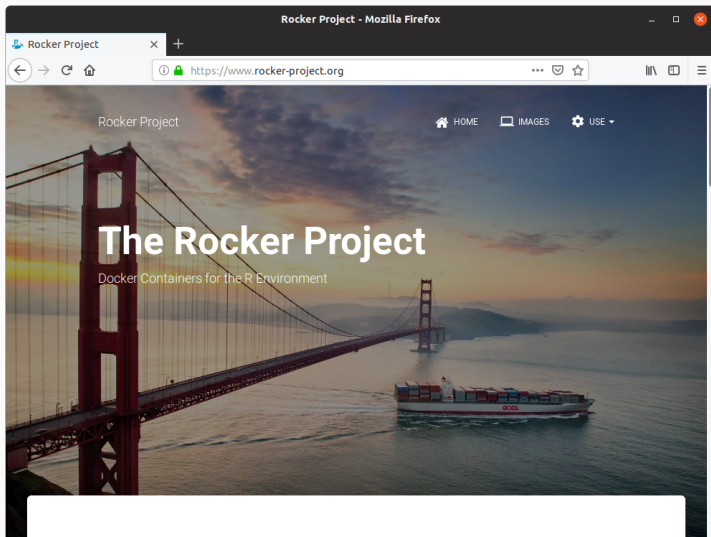 Rocker Project - Mozilla Firefox
Rocker Project
https://www.rocker-project.org
Rocker Project
HOME
IMAGES
USE
The Rocker Project
Docker Containers for the R Environment
OOCL